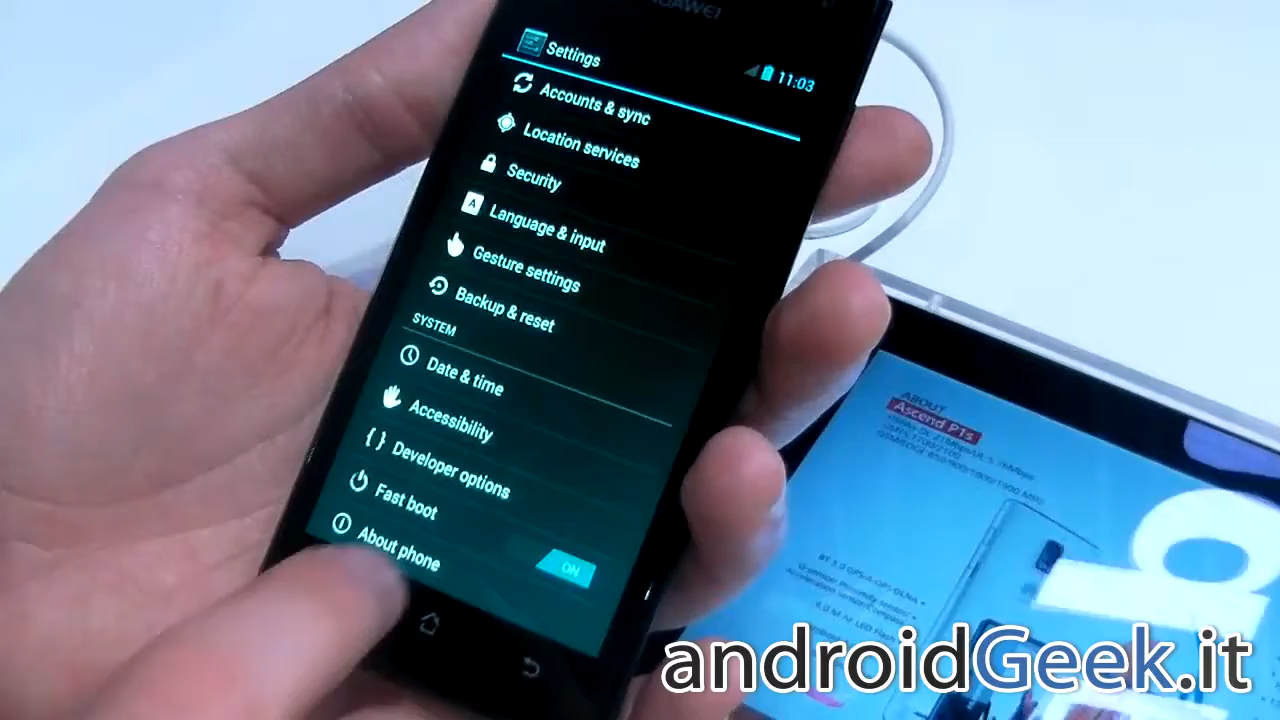 HUAWEI
Settings
11:03
Accounts & sync
Location services
Security
Language & input
Gesture settings
Backup & reset
SYSTEM
Date & time
Accessibility
Developer options
Fast boot
ON
About phone
ABOUT
Ascend P1s
androidGeek.it